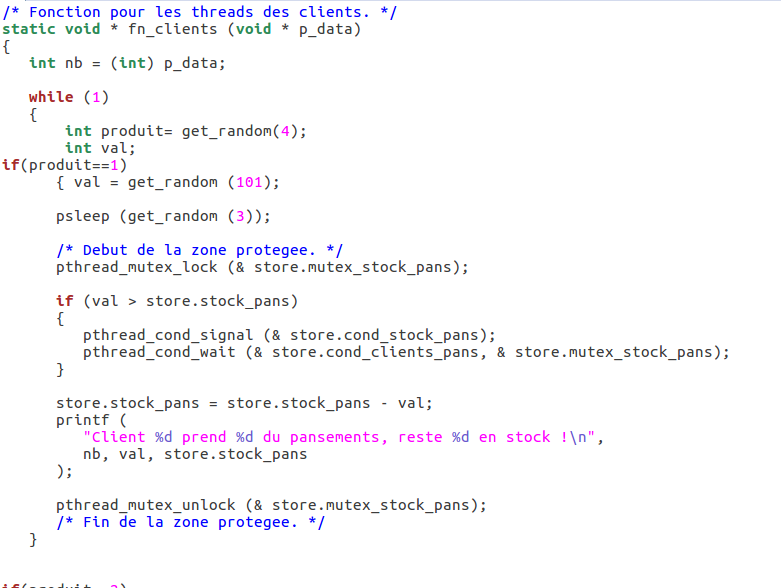 /* Fonction pour les threads des clients. */
static void * fn_clients (void * p_data)
{
   int nb = (int) p_data;
   while (1)
   {
       int produit= get_random(4);
       int val;
if(produit==1)
      { val = get_random (101);
      psleep (get_random (3));
      /* Debut de la zone protegee. */
      pthread_mutex_lock (& store.mutex_stock_pans);
      if (val > store.stock_pans)
      {
         pthread_cond_signal (& store.cond_stock_pans);
         pthread_cond_wait (& store.cond_clients_pans, & store.mutex_stock_pans);
      }
      store.stock_pans = store.stock_pans - val;
      printf (
         "Client %d prend %d du pansements, reste %d en stock !\n",
         nb, val, store.stock_pans
      );
      pthread_mutex_unlock (& store.mutex_stock_pans);
      /* Fin de la zone protegee. */
   }